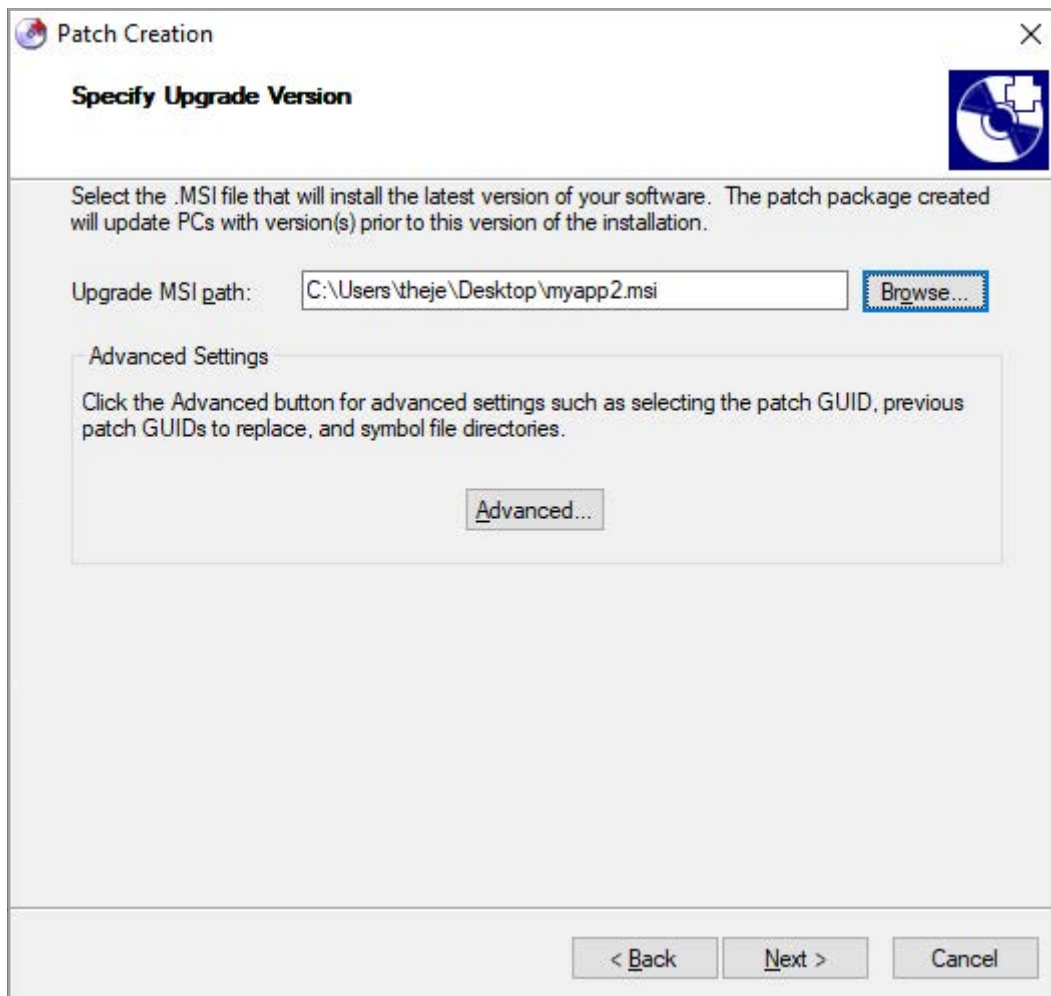 Patch Creation
Specify Upgrade Version
Select the .MSI file that will install the latest version of your software.  The patch package created
will update PCs with version(s) prior to this version of the installation.
Upgrade MSI path:
C:\Users\theje\Desktop\myapp2.msi
Browse...
Advanced Settings
Click the Advanced button for advanced settings such as selecting the patch GUID, previous
patch GUIDs to replace, and symbol file directories.
Advanced...
< Back
Next >
Cancel